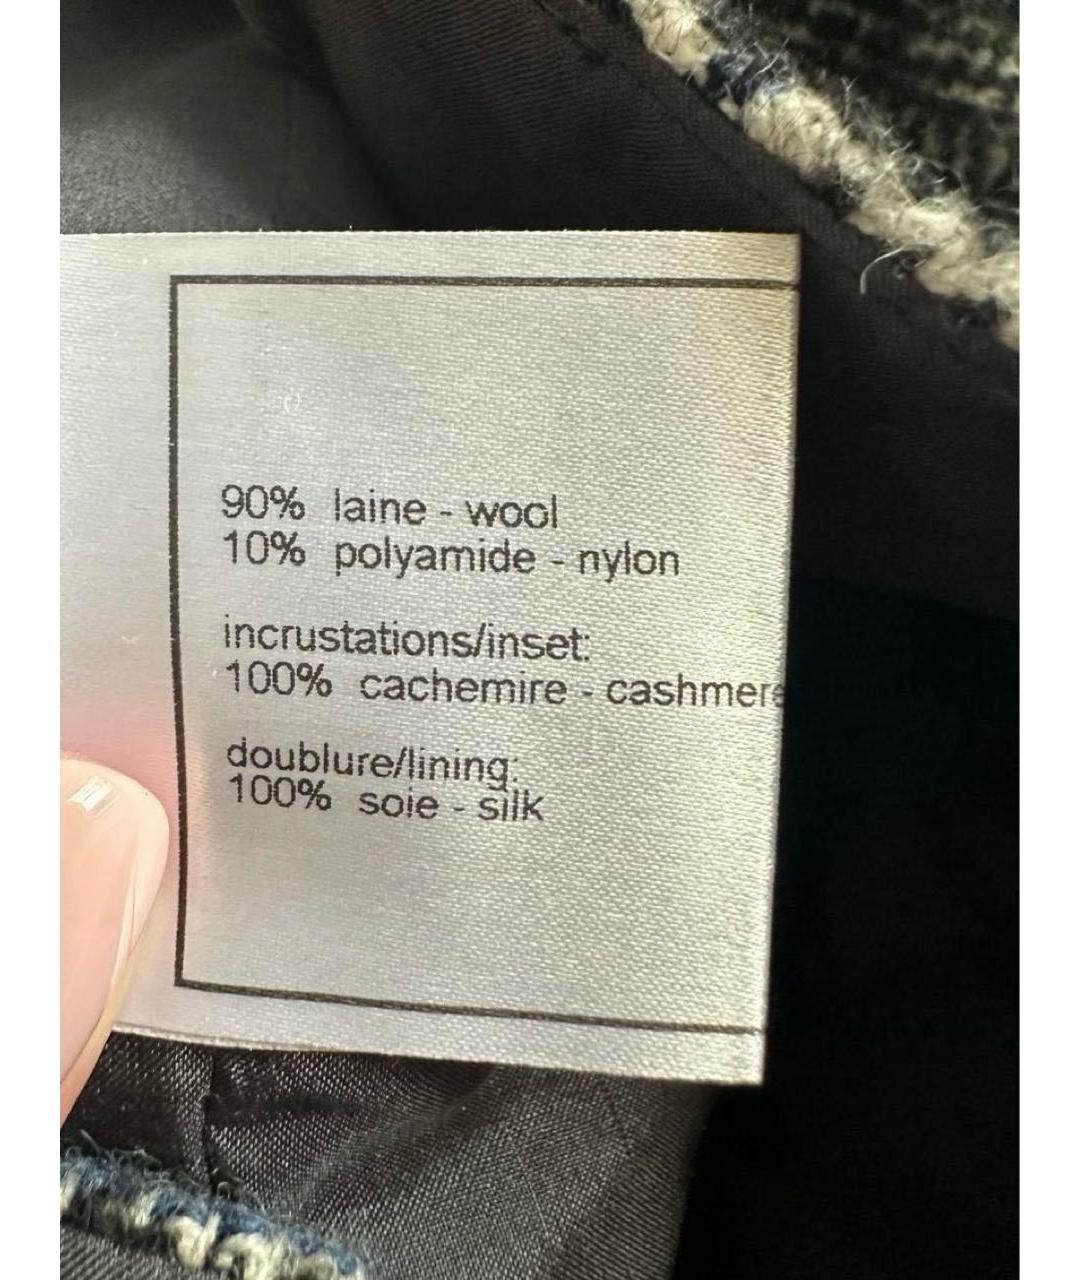 90% laine - wool
10% polyamide - nylon
incrustations/inset:
100% cachemire - cashmere
doublure/lining:
100% soie - silk